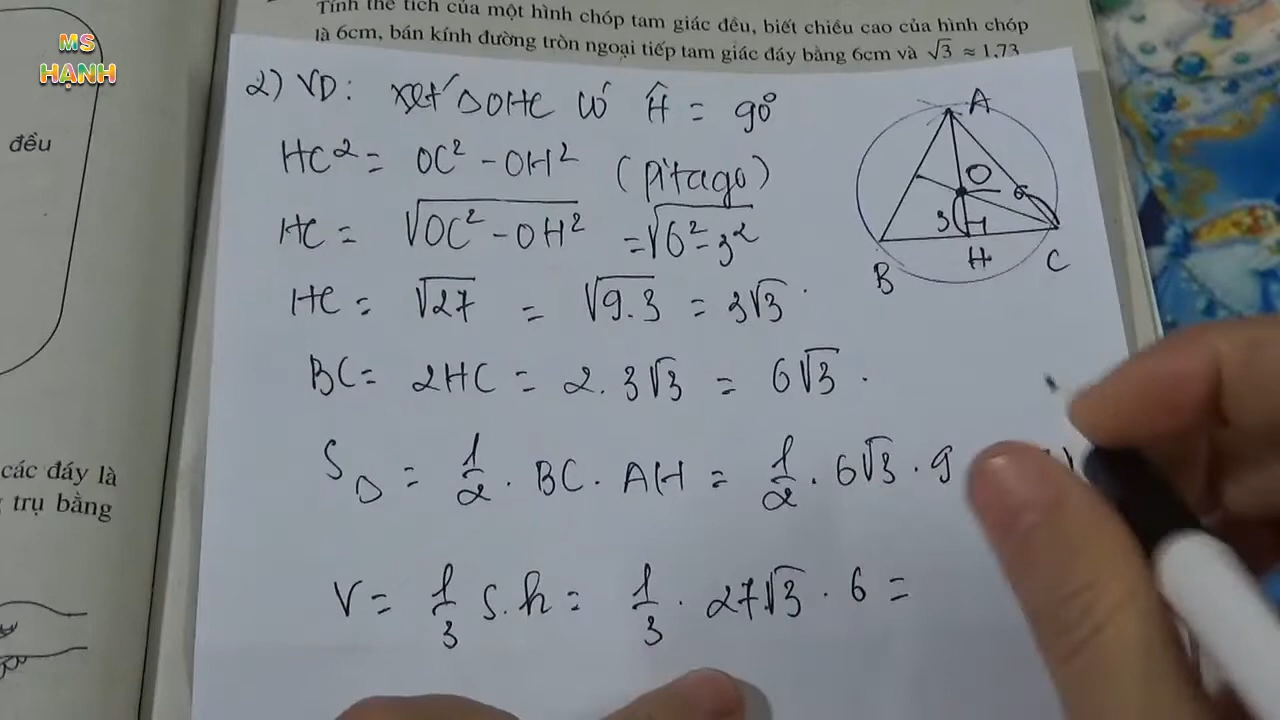 MS
HẠNH
Tính thể tích của một hình chóp tam giác đều, biết chiều cao của hình chóp
là 6cm, bán kính đường tròn ngoại tiếp tam giác đáy bằng 6cm và √3 ≈ 1,73
đều
các đáy là
trụ bằng
2) VD: xét △OHC có Ĥ = 90°
HC² = OC² - OH² (Pitago)
HC = √(OC² - OH²) = √(6² - 3²)
HC = √27 = √9.3 = 3√3.
BC = 2HC = 2.3√3 = 6√3.
S△ = 1/2 . BC. AH = 1/2 . 6√3 . 9
V = 1/3 S.h = 1/3 . 27√3 . 6 =
A
O
6
3
H
B
C